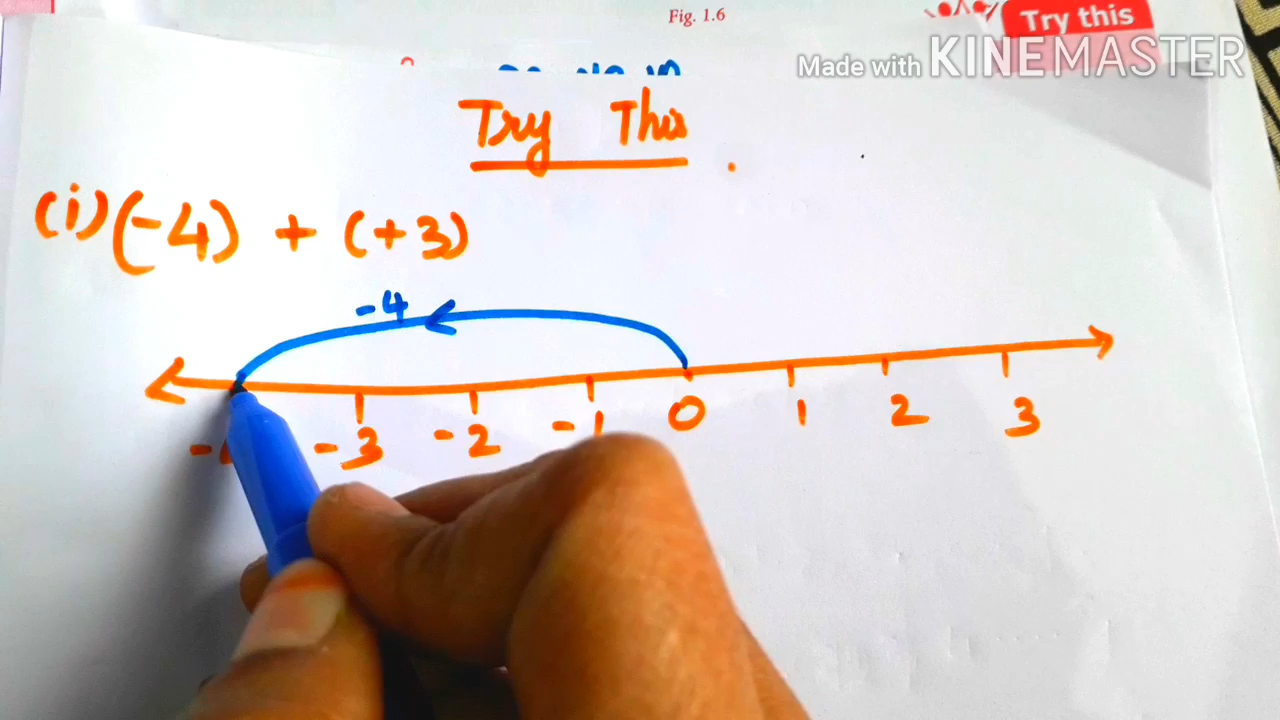 Fig. 1.6
Try this
Made with KINEMASTER
Try This.
(i) (-4) + (+3)
-4
-3 -2 -1 0 1 2 3